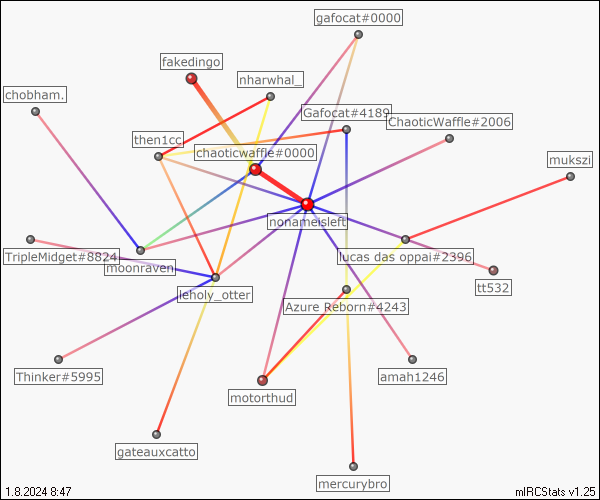 gafocat#0000
fakedingo
nharwhal_
chobham.
Gafocat#4189
ChaoticWaffle#2006
then1cc
chaoticwaffle#0000
mukszi
nonameisleft
TripleMidget#8824
lucas das oppai#2396
moonraven
tt532
leholy_otter
Azure Reborn#4243
Thinker#5995
amah1246
motorthud
gateauxcatto
mercurybro
1.8.2024 8:47
mIRCStats v1.25